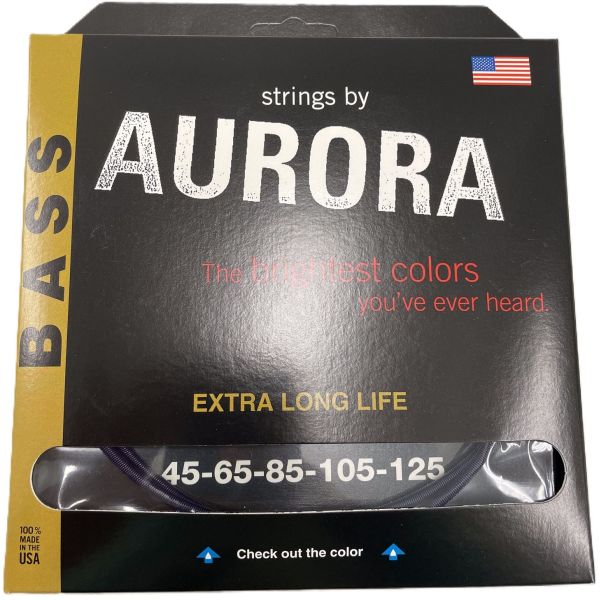 strings by
AURORA
BASS
The brightest colors
you've ever heard.
EXTRA LONG LIFE
45-65-85-105-125
100%
MADE
IN THE
USA
Check out the color